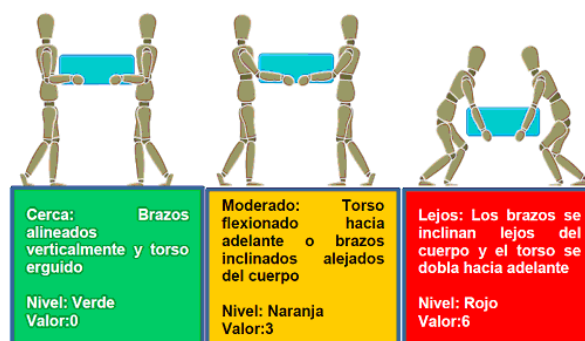 Cerca: Brazos
alineados
verticalmente y torso
erguido
Nivel: Verde
Valor:0
Moderado: Torso
flexionado hacia
adelante o brazos
inclinados alejados
del cuerpo
Nivel: Naranja
Valor:3
Lejos: Los brazos se
inclinan lejos del
cuerpo y el torso se
dobla hacia adelante
Nivel: Rojo
Valor:6